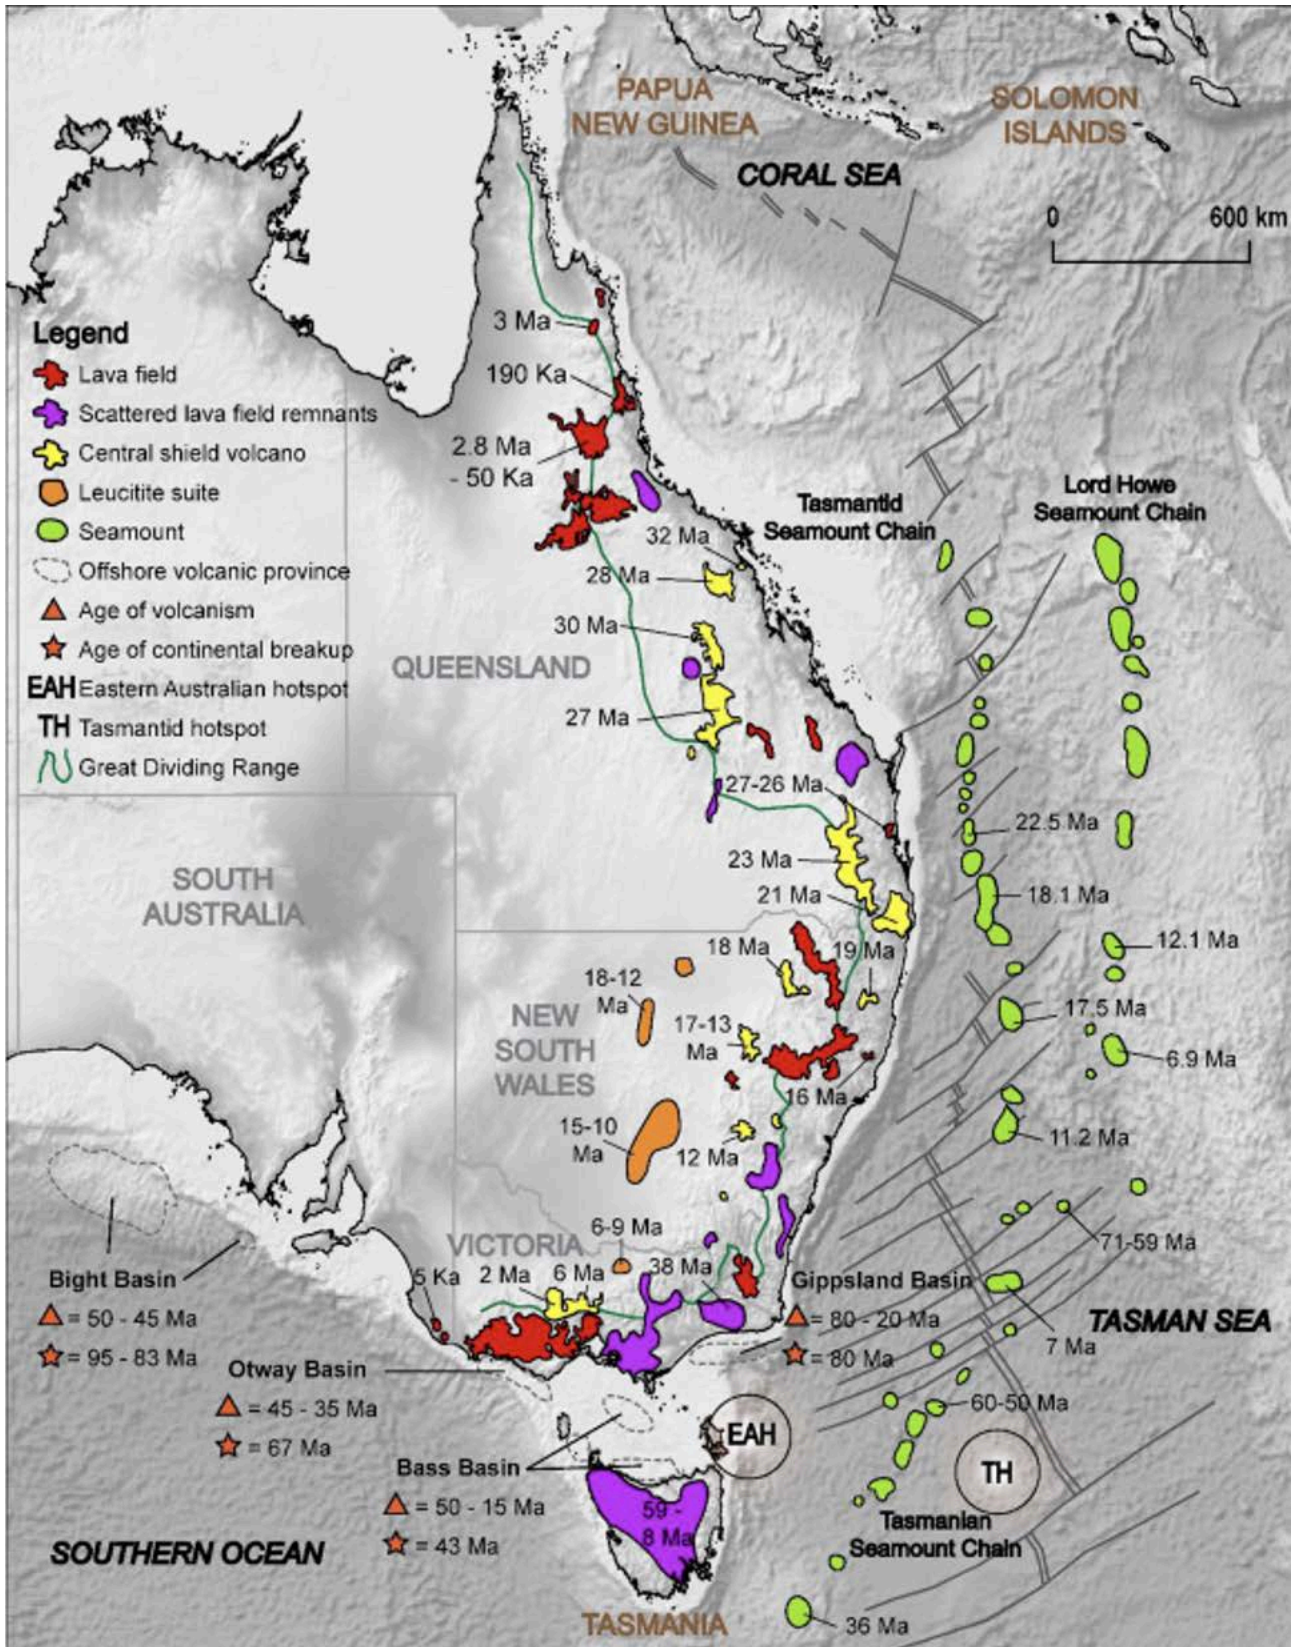 PAPUA
NEW GUINEA
SOLOMON
ISLANDS
CORAL SEA
0 600 km
Legend
Lava field
Scattered lava field remnants
Central shield volcano
Leucitite suite
Seamount
Offshore volcanic province
Age of volcanism
Age of continental breakup
EAH Eastern Australian hotspot
TH Tasmantid hotspot
Great Dividing Range
3 Ma
190 Ka
2.8 Ma
- 50 Ka
Tasmantid
Seamount Chain
Lord Howe
Seamount Chain
32 Ma
28 Ma
30 Ma
QUEENSLAND
27 Ma
27-26 Ma
22.5 Ma
23 Ma
SOUTH
AUSTRALIA
21 Ma
18.1 Ma
12.1 Ma
18 Ma
19 Ma
18-12
Ma
17.5 Ma
NEW
SOUTH
WALES
17-13
Ma
6.9 Ma
16 Ma
15-10
Ma
12 Ma
11.2 Ma
6-9 Ma
VICTORIA
71-59 Ma
Bight Basin
= 50 - 45 Ma
= 95 - 83 Ma
5 Ka
2 Ma
6 Ma
38 Ma
Gippsland Basin
= 80 - 20 Ma
= 80 Ma
TASMAN SEA
7 Ma
Otway Basin
= 45 - 35 Ma
= 67 Ma
60-50 Ma
EAH
TH
Bass Basin
= 50 - 15 Ma
= 43 Ma
59 -
8 Ma
Tasmanian
Seamount Chain
SOUTHERN OCEAN
TASMANIA
36 Ma